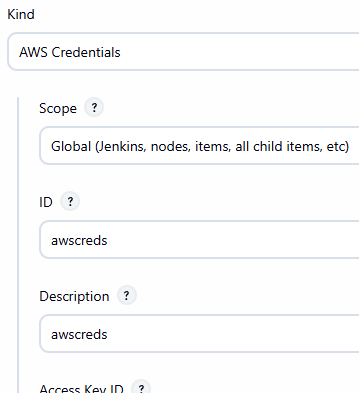 Kind
AWS Credentials
Scope ?
Global (Jenkins, nodes, items, all child items, etc)
ID ?
awscreds
Description ?
awscreds
Access Key ID ?